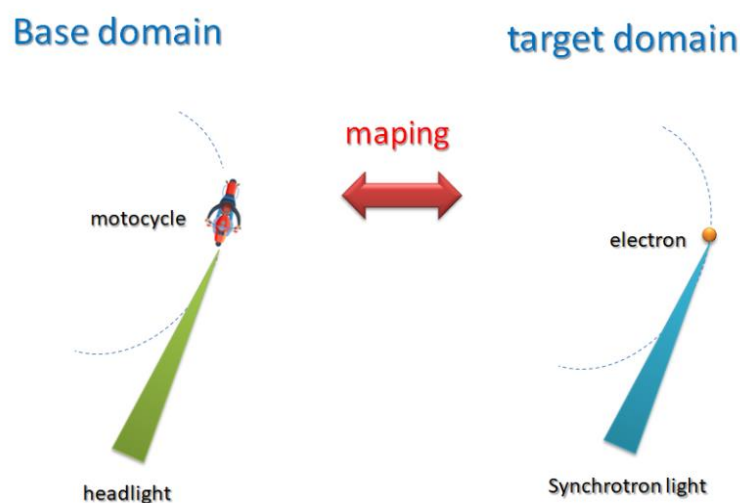 Base domain
target domain
maping
motocycle
electron
headlight
Synchrotron light